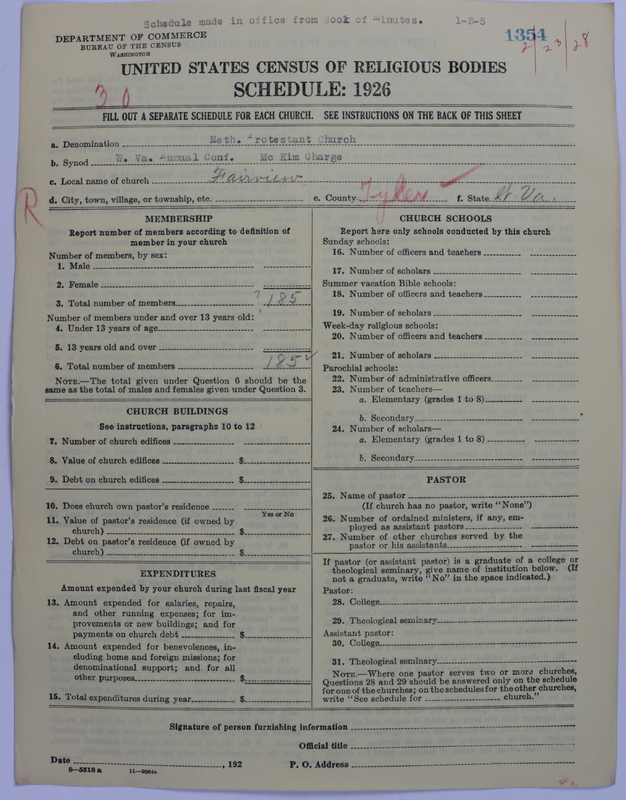 Schedule made in office from Book of Minutes. 1-5-5
DEPARTMENT OF COMMERCE
BUREAU OF THE CENSUS
WASHINGTON
1354
2/23/28
UNITED STATES CENSUS OF RELIGIOUS BODIES
SCHEDULE: 1926
30
FILL OUT A SEPARATE SCHEDULE FOR EACH CHURCH. SEE INSTRUCTIONS ON THE BACK OF THIS SHEET
a. Denomination Meth. Protestant Church
b. Synod W. Va. Annual Conf. Mc Kim Charge
c. Local name of church Fairview
d. City, town, village, or township, etc. e. County Tyler f. State W. Va.
R
MEMBERSHIP
Report number of members according to definition of
member in your church
Number of members, by sex:
1. Male
2. Female
3. Total number of members ? 185
Number of members under and over 13 years old:
4. Under 13 years of age
5. 13 years old and over
6. Total number of members 185 ✓
NOTE.—The total given under Question 6 should be the
same as the total of males and females given under Question 3.
CHURCH BUILDINGS
See instructions, paragraphs 10 to 12
7. Number of church edifices
8. Value of church edifices $
9. Debt on church edifices $
10. Does church own pastor's residence
Yes or No
11. Value of pastor's residence (if owned by
church) $
12. Debt on pastor's residence (if owned by
church) $
EXPENDITURES
Amount expended by your church during last fiscal year
13. Amount expended for salaries, repairs,
and other running expenses; for im-
provements or new buildings; and for
payments on church debt $
14. Amount expended for benevolences, in-
cluding home and foreign missions; for
denominational support; and for all
other purposes $
15. Total expenditures during year $
CHURCH SCHOOLS
Report here only schools conducted by this church
Sunday schools:
16. Number of officers and teachers
17. Number of scholars
Summer vacation Bible schools:
18. Number of officers and teachers
19. Number of scholars
Week-day religious schools:
20. Number of officers and teachers
21. Number of scholars
Parochial schools:
22. Number of administrative officers
23. Number of teachers—
a. Elementary (grades 1 to 8)
b. Secondary
24. Number of scholars—
a. Elementary (grades 1 to 8)
b. Secondary
PASTOR
25. Name of pastor
(If church has no pastor, write "None")
26. Number of ordained ministers, if any, em-
ployed as assistant pastors
27. Number of other churches served by the
pastor or his assistants
If pastor (or assistant pastor) is a graduate of a college or
theological seminary, give name of institution below. (If
not a graduate, write "No" in the space indicated.)
Pastor:
28. College
29. Theological seminary
Assistant pastor:
30. College
31. Theological seminary
NOTE.—Where one pastor serves two or more churches,
Questions 28 and 29 should be answered only on the schedule
for one of the churches; on the schedules for the other churches,
write "See schedule for church."
Signature of person furnishing information
Official title
Date , 192 P. O. Address
8—5518 a 11—9054a